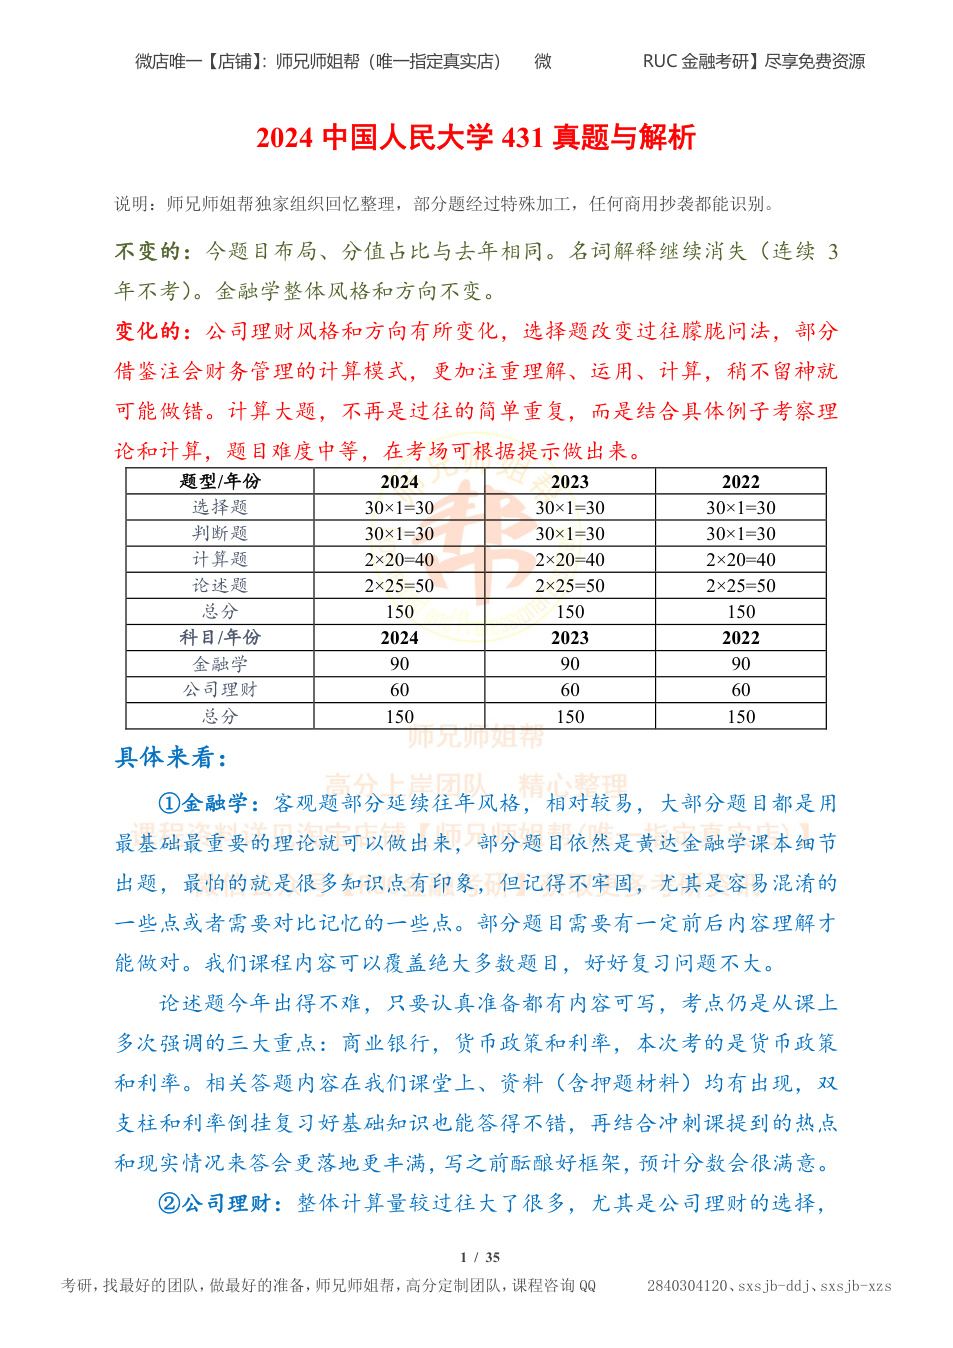 微店唯一【店铺】：师兄师姐帮（唯一指定真实店） 微 RUC 金融考研】尽享免费资源
2024 中国人民大学 431 真题与解析
说明：师兄师姐帮独家组织回忆整理，部分题经过特殊加工，任何商用抄袭都能识别。
不变的：今题目布局、分值占比与去年相同。名词解释继续消失（连续 3
年不考）。金融学整体风格和方向不变。
变化的：公司理财风格和方向有所变化，选择题改变过往朦胧问法，部分
借鉴注会财务管理的计算模式，更加注重理解、运用、计算，稍不留神就
可能做错。计算大题，不再是过往的简单重复，而是结合具体例子考察理
论和计算，题目难度中等，在考场可根据提示做出来。
题型/年份 2024 2023 2022
选择题 30×1=30 30×1=30 30×1=30
判断题 30×1=30 30×1=30 30×1=30
计算题 2×20=40 2×20=40 2×20=40
论述题 2×25=50 2×25=50 2×25=50
总分 150 150 150
科目/年份 2024 2023 2022
金融学 90 90 90
公司理财 60 60 60
总分 150 150 150
师兄师姐帮
具体来看：
高分上岸团队 精心整理
①金融学：客观题部分延续往年风格，相对较易，大部分题目都是用
最基础最重要的理论就可以做出来，部分题目依然是黄达金融学课本细节
出题，最怕的就是很多知识点有印象，但记得不牢固，尤其是容易混淆的
一些点或者需要对比记忆的一些点。部分题目需要有一定前后内容理解才
能做对。我们课程内容可以覆盖绝大多数题目，好好复习问题不大。
论述题今年出得不难，只要认真准备都有内容可写，考点仍是从课上
多次强调的三大重点：商业银行，货币政策和利率，本次考的是货币政策
和利率。相关答题内容在我们课堂上、资料（含押题材料）均有出现，双
支柱和利率倒挂复习好基础知识也能答得不错，再结合冲刺课提到的热点
和现实情况来答会更落地更丰满，写之前酝酿好框架，预计分数会很满意。
②公司理财：整体计算量较过往大了很多，尤其是公司理财的选择，
1 / 35
考研，找最好的团队，做最好的准备，师兄师姐帮，高分定制团队，课程咨询 QQ 2840304120、sxsjb-ddj、sxsjb-xzs